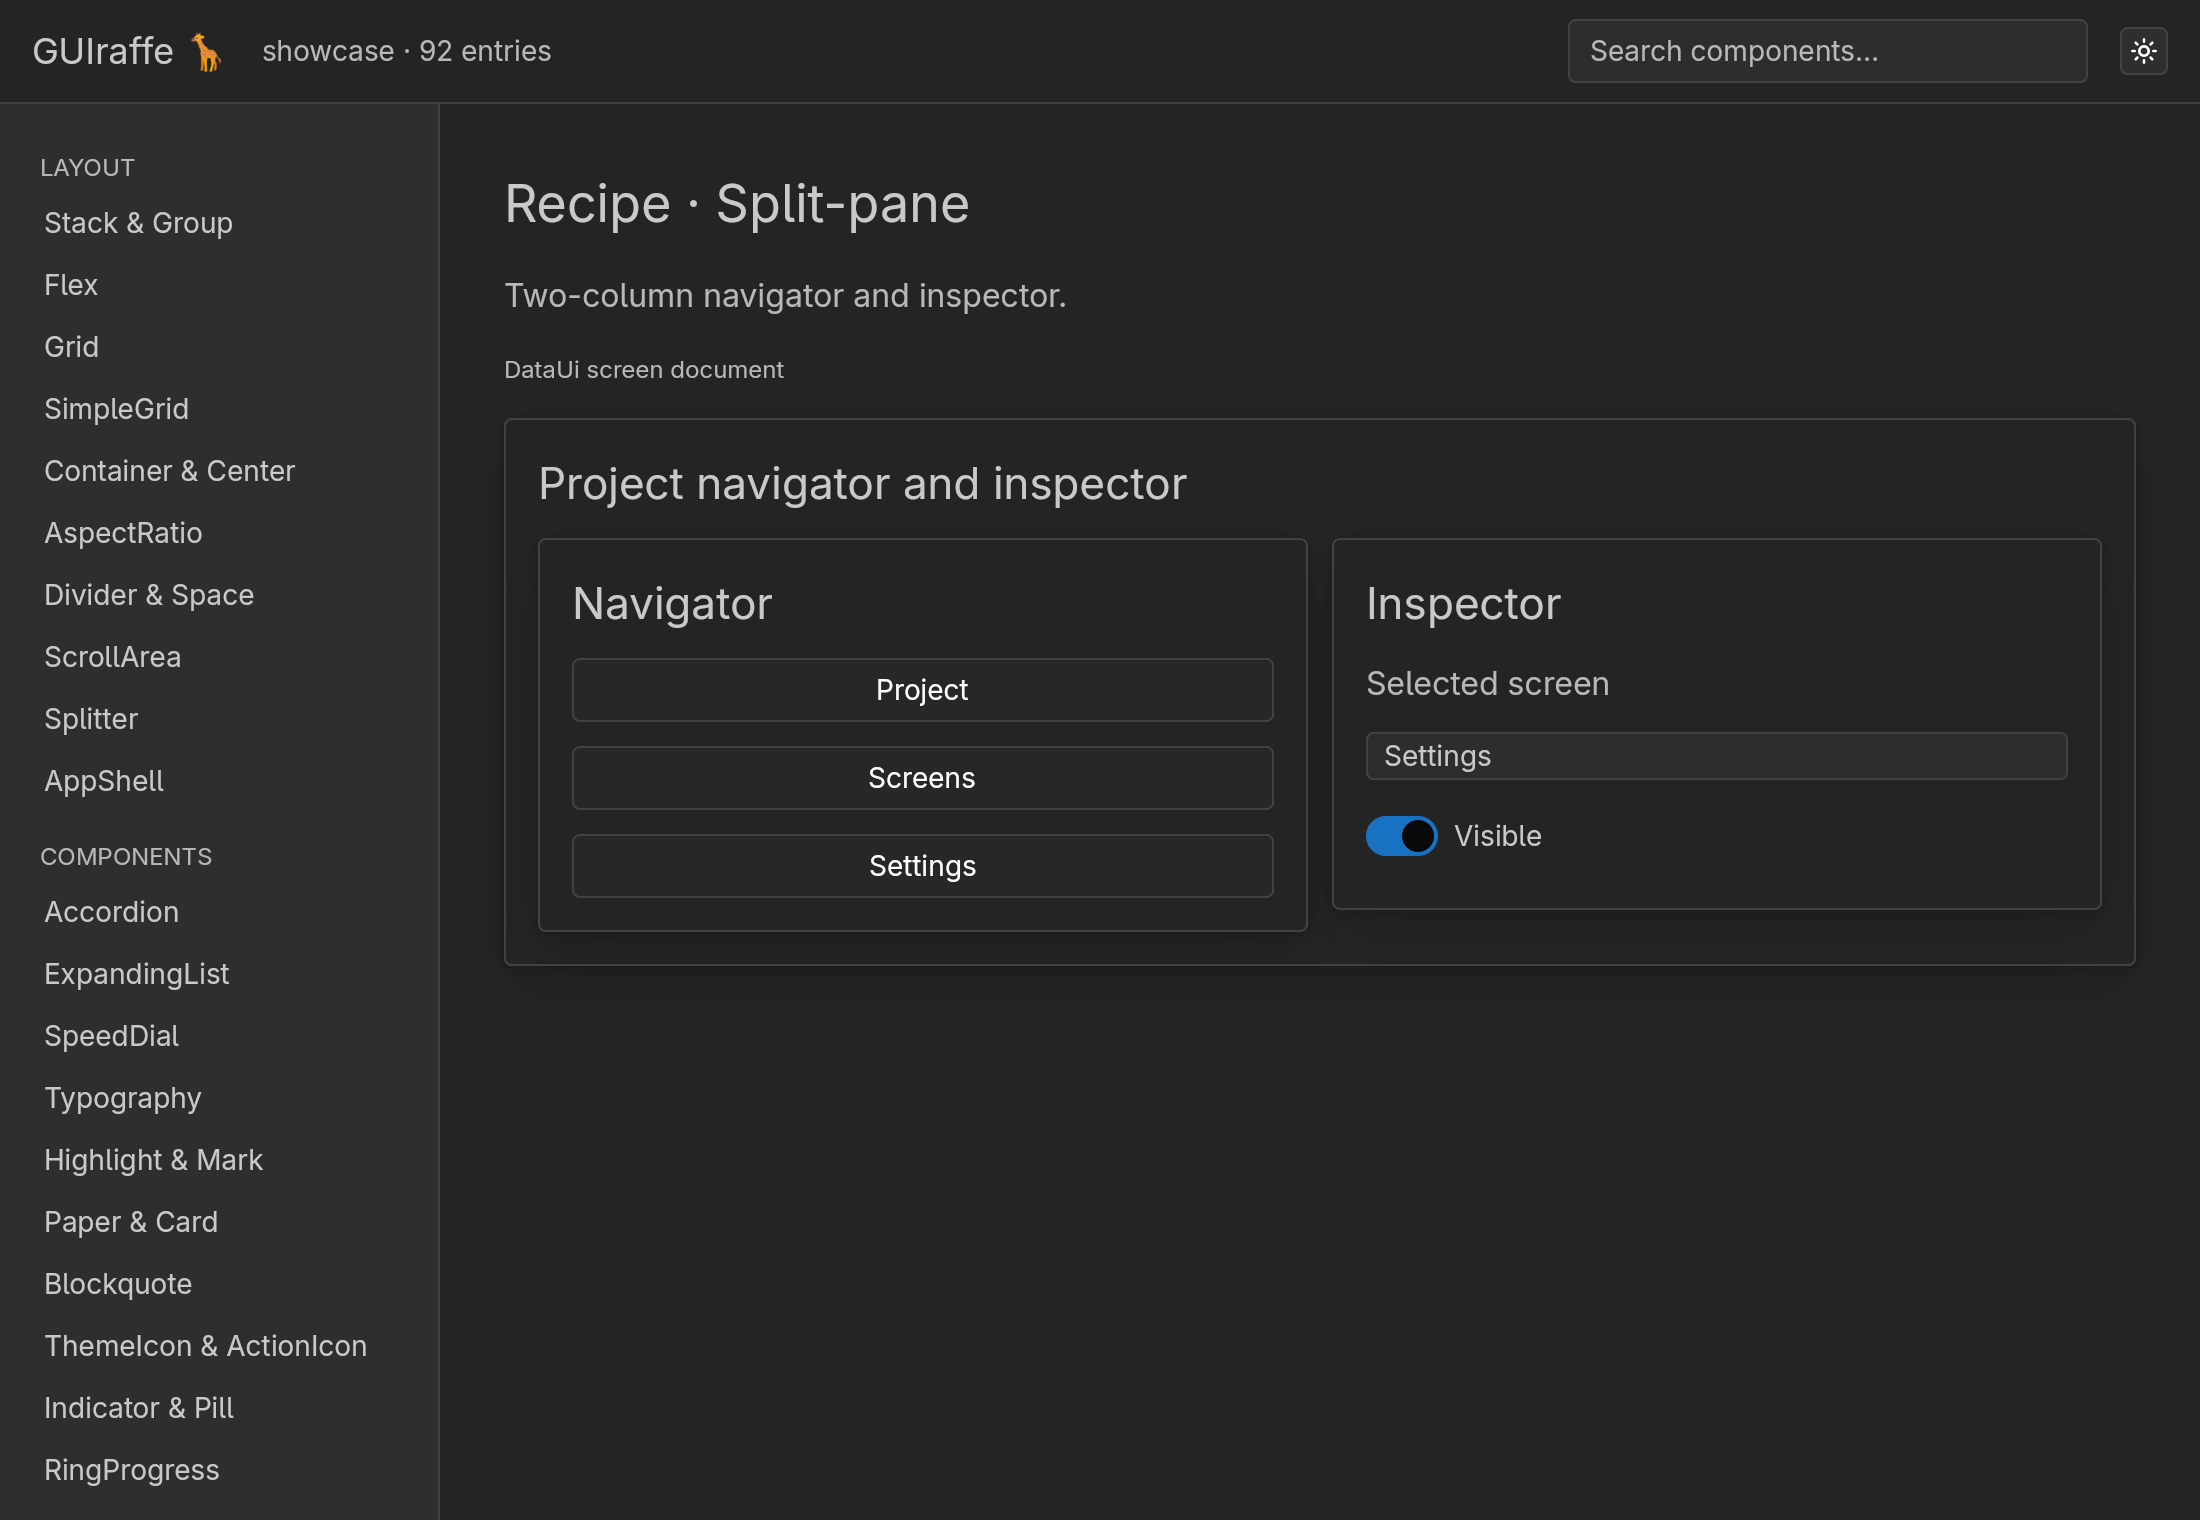 GUIraffe 🦒
showcase · 92 entries
Search components...
LAYOUT
Stack & Group
Flex
Grid
SimpleGrid
Container & Center
AspectRatio
Divider & Space
ScrollArea
Splitter
AppShell
COMPONENTS
Accordion
ExpandingList
SpeedDial
Typography
Highlight & Mark
Paper & Card
Blockquote
ThemeIcon & ActionIcon
Indicator & Pill
RingProgress
Recipe · Split-pane
Two-column navigator and inspector.
DataUi screen document
Project navigator and inspector
Navigator
Project
Screens
Settings
Inspector
Selected screen
Settings
Visible